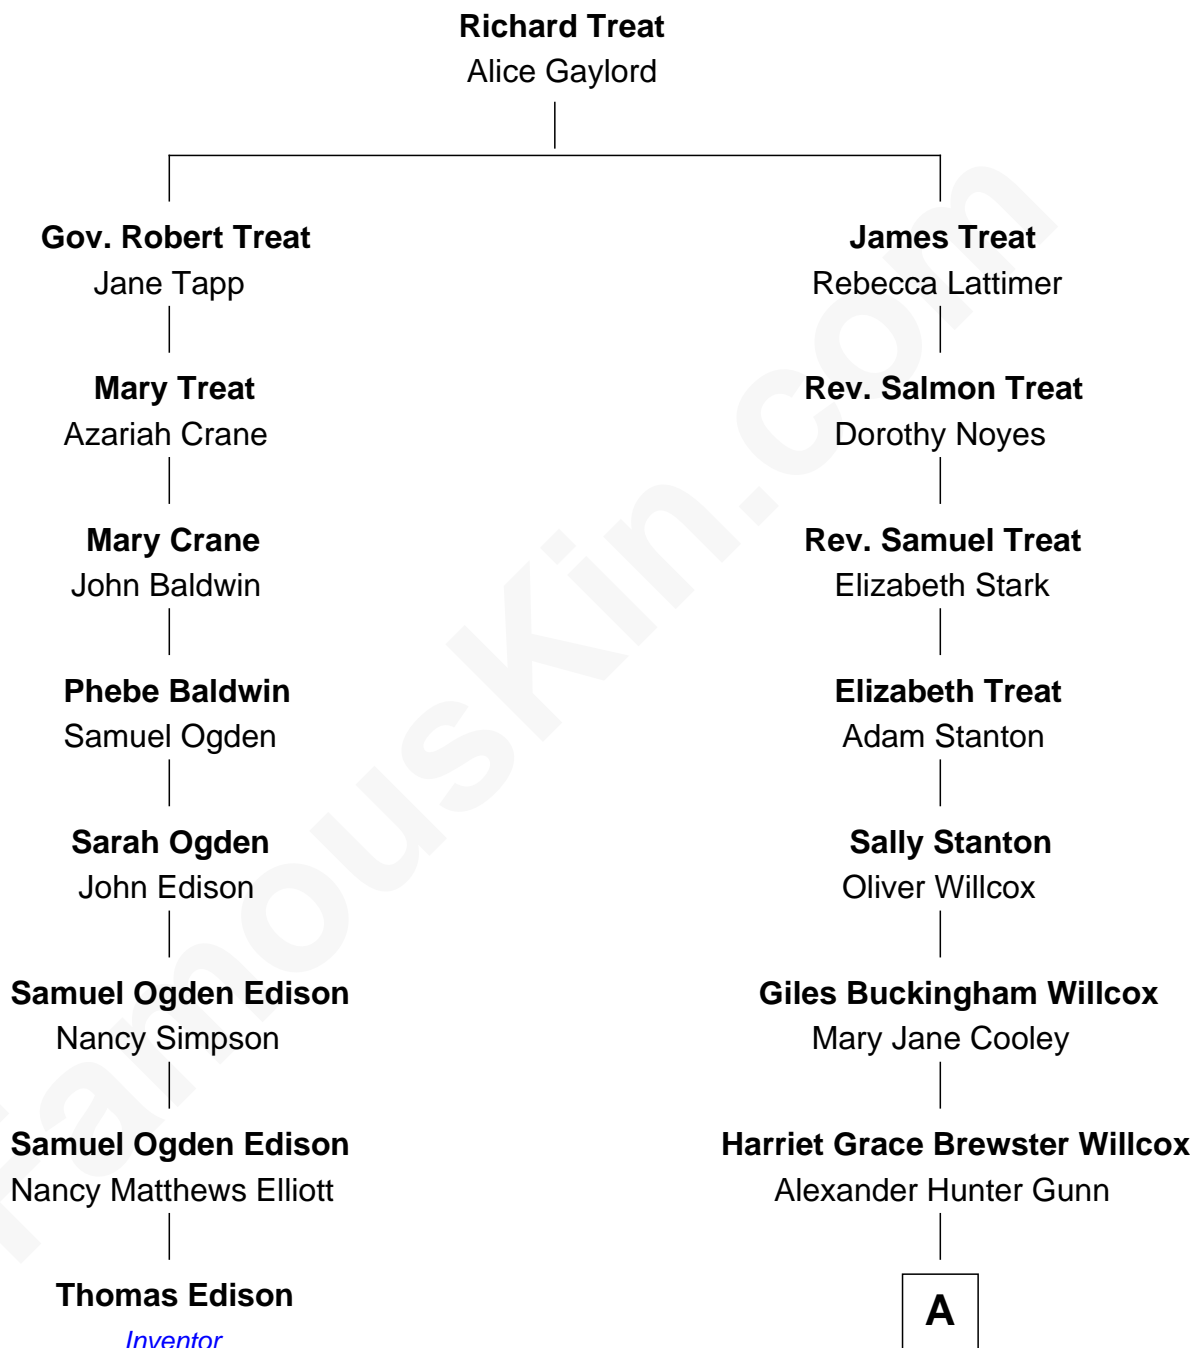 Richard Treat
Alice Gaylord
Gov. Robert Treat
Jane Tapp
James Treat
Rebecca Lattimer
Mary Treat
Azariah Crane
Rev. Salmon Treat
Dorothy Noyes
Mary Crane
John Baldwin
Rev. Samuel Treat
Elizabeth Stark
Phebe Baldwin
Samuel Ogden
Elizabeth Treat
Adam Stanton
Sarah Ogden
John Edison
Sally Stanton
Oliver Willcox
Samuel Ogden Edison
Nancy Simpson
Giles Buckingham Willcox
Mary Jane Cooley
Samuel Ogden Edison
Nancy Matthews Elliott
Harriet Grace Brewster Willcox
Alexander Hunter Gunn
Thomas Edison
Inventor
A
FamousKin.com